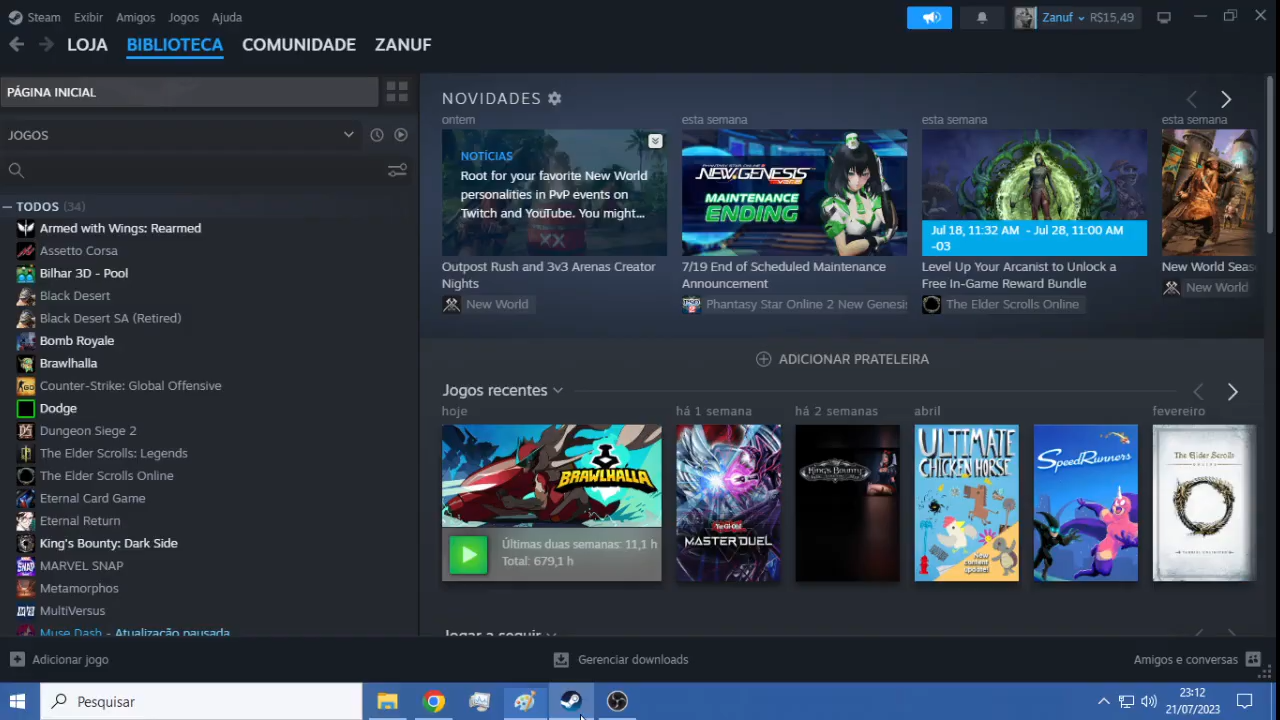 Steam Exibir Amigos Jogos Ajuda
Zanuf R$15,49
LOJA BIBLIOTECA COMUNIDADE ZANUF
PÁGINA INICIAL
JOGOS
TODOS (34)
Armed with Wings: Rearmed
Assetto Corsa
Bilhar 3D - Pool
Black Desert
Black Desert SA (Retired)
Bomb Royale
Brawlhalla
Counter-Strike: Global Offensive
Dodge
Dungeon Siege 2
The Elder Scrolls: Legends
The Elder Scrolls Online
Eternal Card Game
Eternal Return
King's Bounty: Dark Side
MARVEL SNAP
Metamorphos
MultiVersus
Muse Dash - Atualização pausada
NOVIDADES
ontem
NOTÍCIAS
Root for your favorite New World
personalities in PvP events on
Twitch and YouTube. You might...
Outpost Rush and 3v3 Arenas Creator
Nights
New World
esta semana
NEW GENESIS
MAINTENANCE
ENDING
7/19 End of Scheduled Maintenance
Announcement
Phantasy Star Online 2 New Genesis
esta semana
Jul 18, 11:32 AM - Jul 28, 11:00 AM
-03
Level Up Your Arcanist to Unlock a
Free In-Game Reward Bundle
The Elder Scrolls Online
esta semana
New World Seas
New World
ADICIONAR PRATELEIRA
Jogos recentes
hoje
BRAWLHALLA
Últimas duas semanas: 11,1 h
Total: 679,1 h
há 1 semana
Yu-Gi-Oh!
MASTER DUEL
há 2 semanas
King's Bounty
abril
ULTIMATE
CHICKEN HORSE
New
content
update!
SPEEDRUNNERS
fevereiro
The Elder Scrolls
Jogar a seguir
Adicionar jogo
Gerenciar downloads
Amigos e conversas
Pesquisar
23:12
21/07/2023